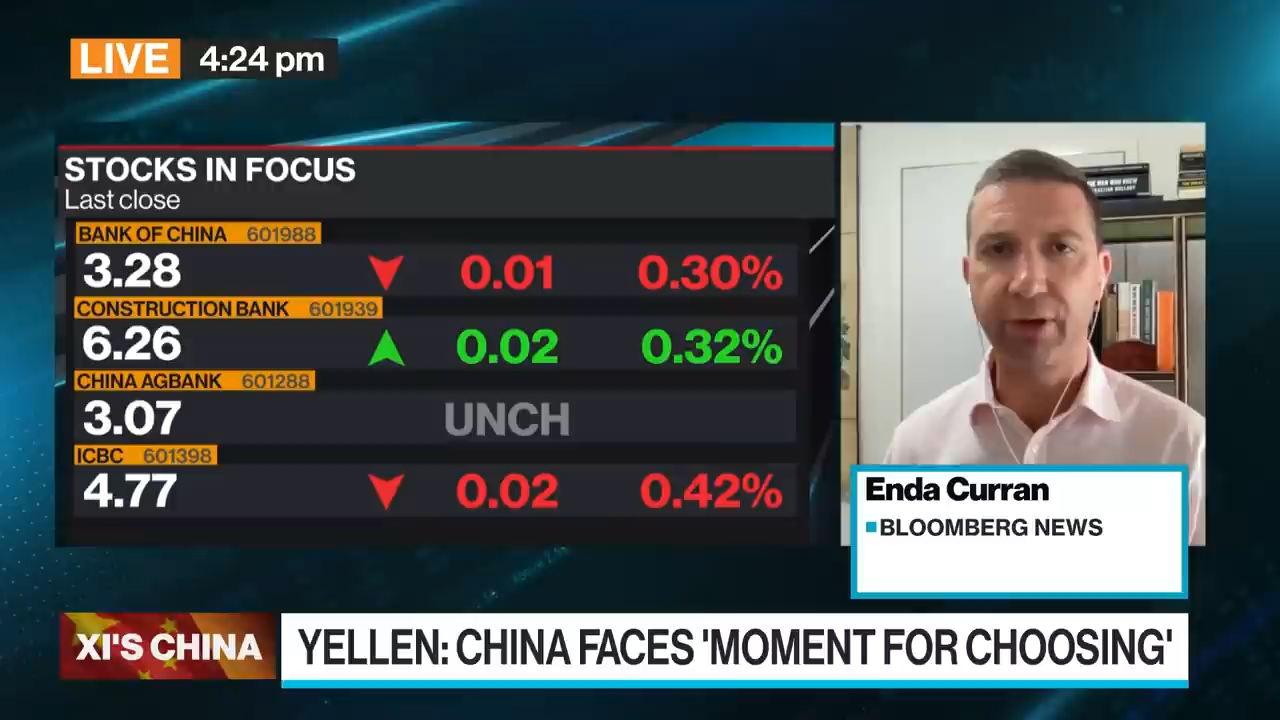 LIVE 4:24 pm
STOCKS IN FOCUS
Last close
BANK OF CHINA 601988
3.28 0.01 0.30%
CONSTRUCTION BANK 601939
6.26 0.02 0.32%
CHINA AGBANK 601288
3.07 UNCH
ICBC 601398
4.77 0.02 0.42%
Enda Curran
BLOOMBERG NEWS
XI'S CHINA
YELLEN: CHINA FACES 'MOMENT FOR CHOOSING'